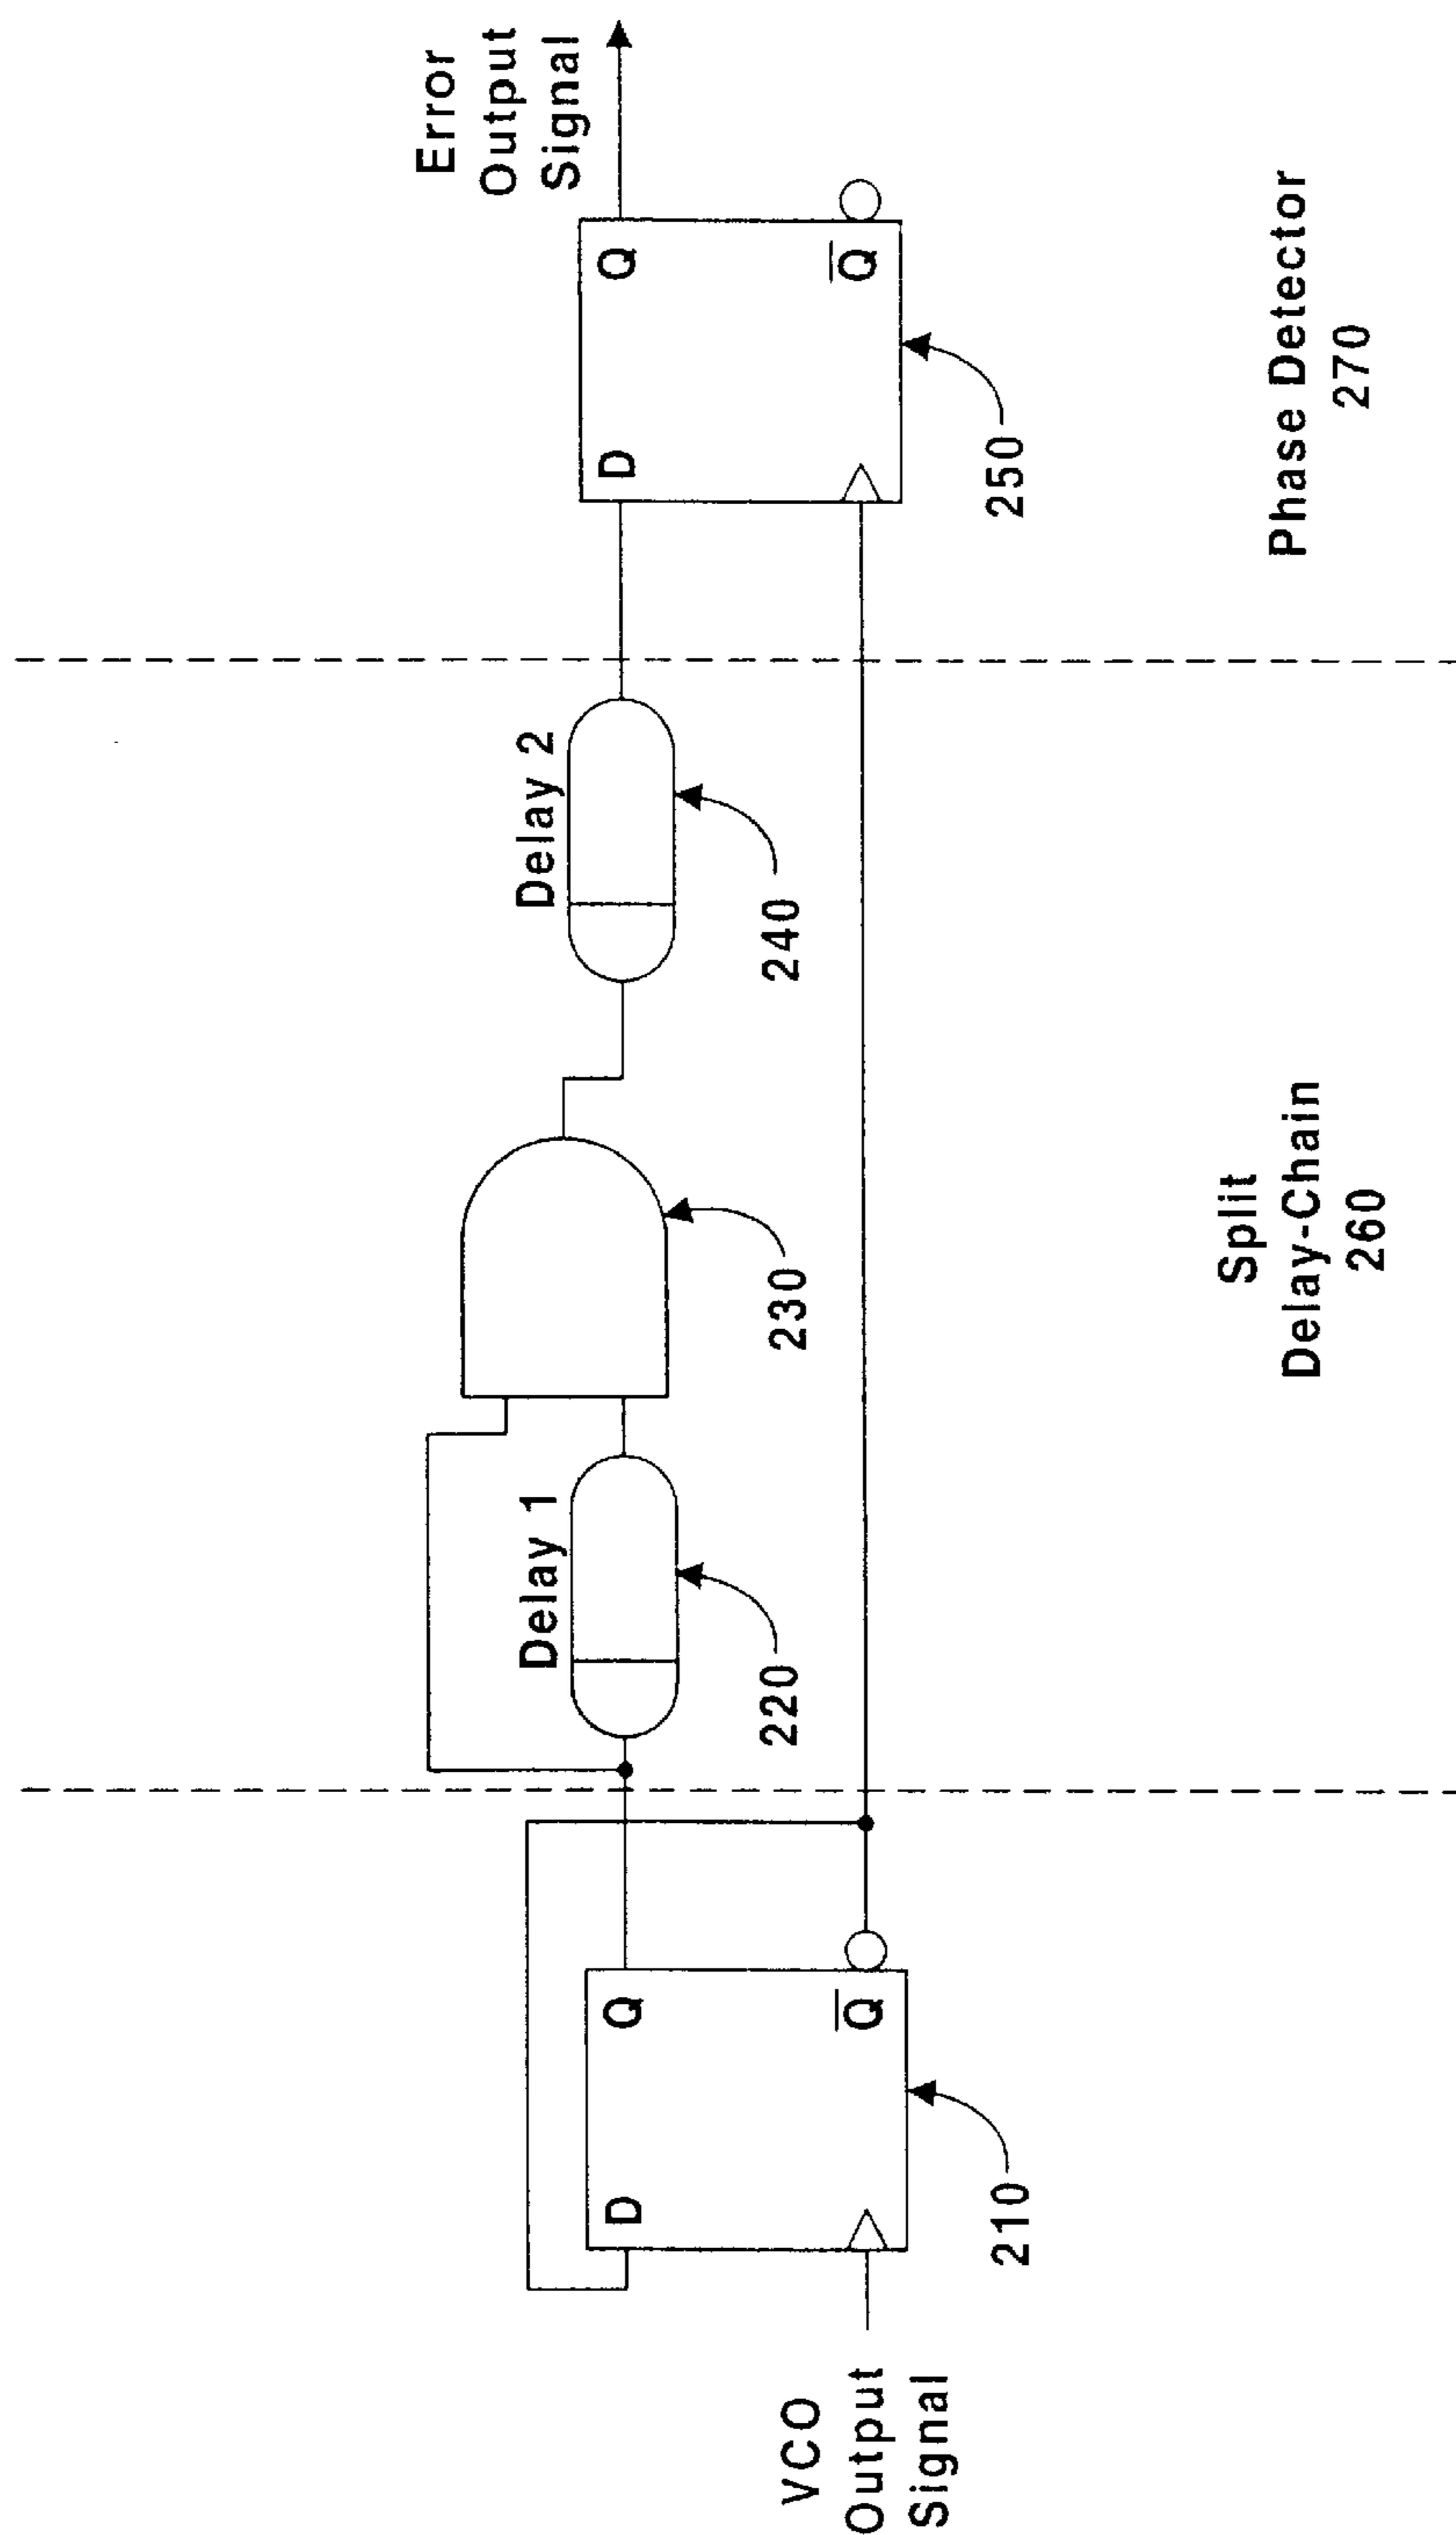 VCO
Output
Signal
D
Q
Q
210
Delay 1
220
230
Delay 2
240
D
Q
Q
250
Error
Output
Signal
Split
Delay-Chain
260
Phase Detector
270